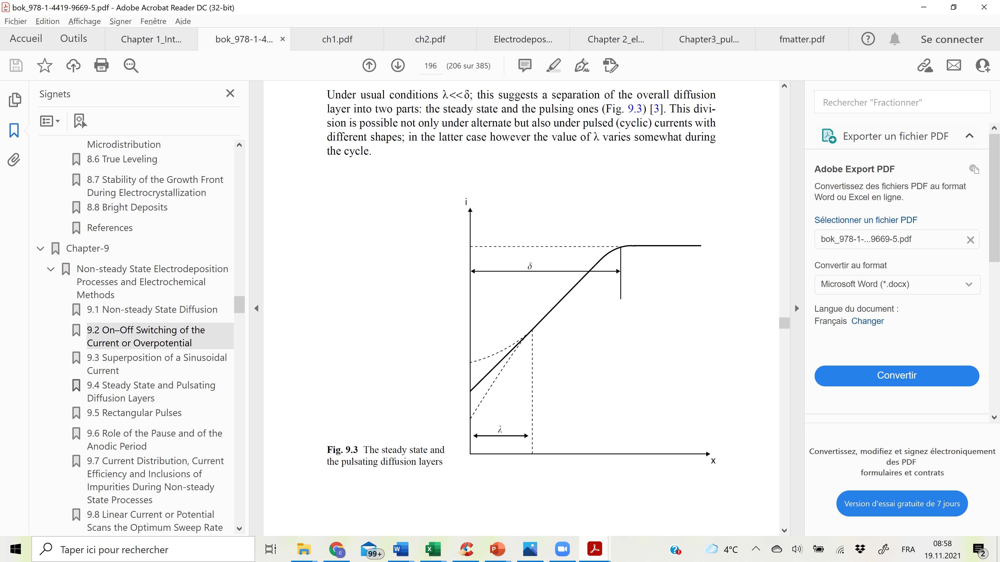 bok_978-1-4419-9669-5.pdf - Adobe Acrobat Reader DC (32-bit)
Fichier Edition Affichage Signer Fenêtre Aide
Accueil Outils Chapter 1_Int... bok_978-1-4... ch1.pdf ch2.pdf Electrodepos... Chapter 2_el... Chapter3_pul... fmatter.pdf Se connecter
196 (206 sur 385)
Signets
Microdistribution
8.6 True Leveling
8.7 Stability of the Growth Front
During Electrocrystallization
8.8 Bright Deposits
References
Chapter-9
Non-steady State Electrodeposition
Processes and Electrochemical
Methods
9.1 Non-steady State Diffusion
9.2 On–Off Switching of the
Current or Overpotential
9.3 Superposition of a Sinusoidal
Current
9.4 Steady State and Pulsating
Diffusion Layers
9.5 Rectangular Pulses
9.6 Role of the Pause and of the
Anodic Period
9.7 Current Distribution, Current
Efficiency and Inclusions of
Impurities During Non-steady
State Processes
9.8 Linear Current or Potential
Scans the Optimum Sweep Rate
Under usual conditions λ<<δ; this suggests a separation of the overall diffusion
layer into two parts: the steady state and the pulsing ones (Fig. 9.3) [3]. This divi-
sion is possible not only under alternate but also under pulsed (cyclic) currents with
different shapes; in the latter case however the value of λ varies somewhat during
the cycle.
i
δ
λ
x
Fig. 9.3 The steady state and
the pulsating diffusion layers
Rechercher "Fractionner"
Exporter un fichier PDF
Adobe Export PDF
Convertissez des fichiers PDF au format
Word ou Excel en ligne.
Sélectionner un fichier PDF
bok_978-1-...9669-5.pdf
Convertir au format
Microsoft Word (*.docx)
Langue du document :
Français Changer
Convertir
Convertissez, modifiez et signez électroniquement
des PDF
formulaires et contrats
Version d'essai gratuite de 7 jours
Taper ici pour rechercher
99+
4°C
FRA
08:58
19.11.2021
2